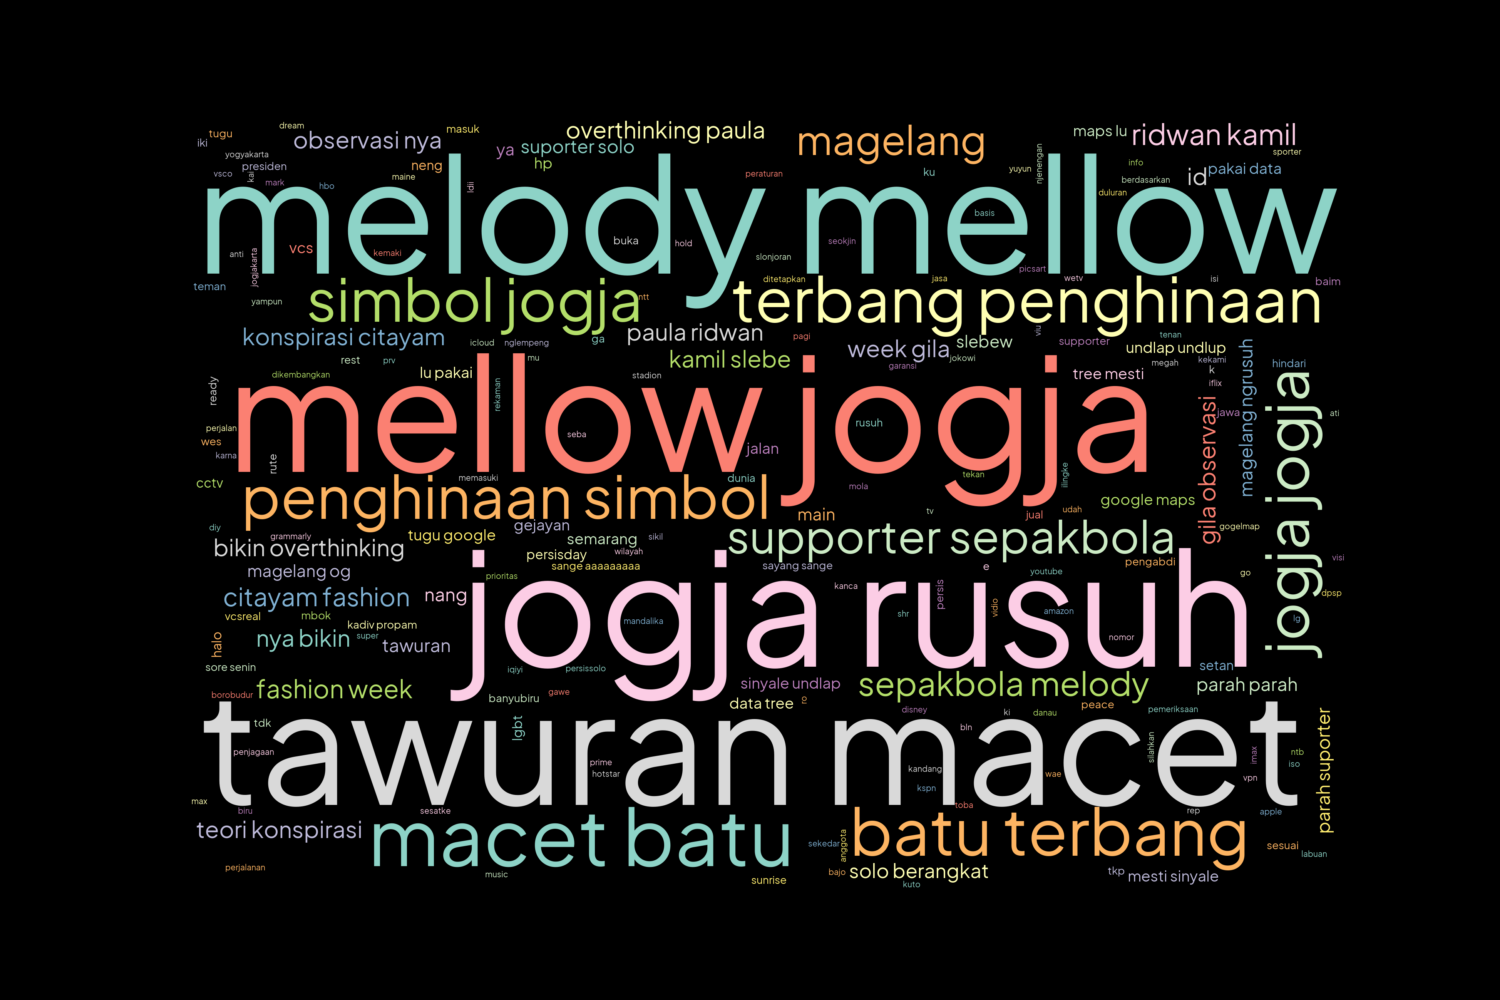 dream
tugu
iki
observasi nya
masuk
overthinking paula
magelang
maps lu
ridwan kamil
yogyakarta
vsco
presiden
kai
mark
hbo
neng
maine
ya
suporter solo
hp
ldii
peraturan
ku
yuyun
njenengan
info
berdasarkan
duluran
id
pakai data
sporter
melody mellow
anti
jogjakarta
vcs
kemaki
buka
hold
slonjoran
seokjin
basis
picsart
wetv
isi
baim
teman
yampun
simbol jogja
ntt
ditetapkan
jasa
terbang penghinaan
konspirasi citayam
icloud
nglempeng
ga
paula ridwan
pagi
week gila
slebew
jokowi
viu
supporter
tenan
undlap undlup
rest
prv
mu
kamil slebe
garansi
megah
kekami
k
iflix
hindari
dikembangkan
lu pakai
stadion
tree mesti
ready
rekaman
mellow jogja
seba
rusuh
perjalan
wes
karna
rute
jalan
jawa
gila observasi
magelang ngrusuh
jogja jogja
ati
cctv
memasuki
dunia
mola
tekan
ilingke
google maps
penghinaan simbol
main
tv
jual
udah
gogelmap
diy
grammarly
tugu google
gejayan
semarang
sikil
supporter sepakbola
bikin overthinking
persisday
wilayah
visi
magelang og
sange aaaaaaaaa
sayang sange
e
youtube
pengabdi
go
prioritas
kanca
dpsp
citayam fashion
nang
jogja rusuh
persis
shr
vidio
amazon
lg
vcsreal
mbok
kadiv propam
mandalika
nomor
halo
nya bikin
super
tawuran
sore senin
iqiyi
persissolo
setan
borobudur
fashion week
banyubiru
gawe
sinyale undlap
sepakbola melody
parah parah
data tree
disney
ki
danau
peace
pemeriksaan
tdk
lgbt
bln
tawuran macet
penjagaan
prime
hotstar
kandang
kspn
wae
silahkan
imax
vpn
ntb
iso
parah suporter
max
biru
sesatke
toba
rep
apple
teori konspirasi
macet batu
sekedar
anggota
batu terbang
sesuai
labuan
perjalanan
music
sunrise
bajo
solo berangkat
kuto
tkp
mesti sinyale